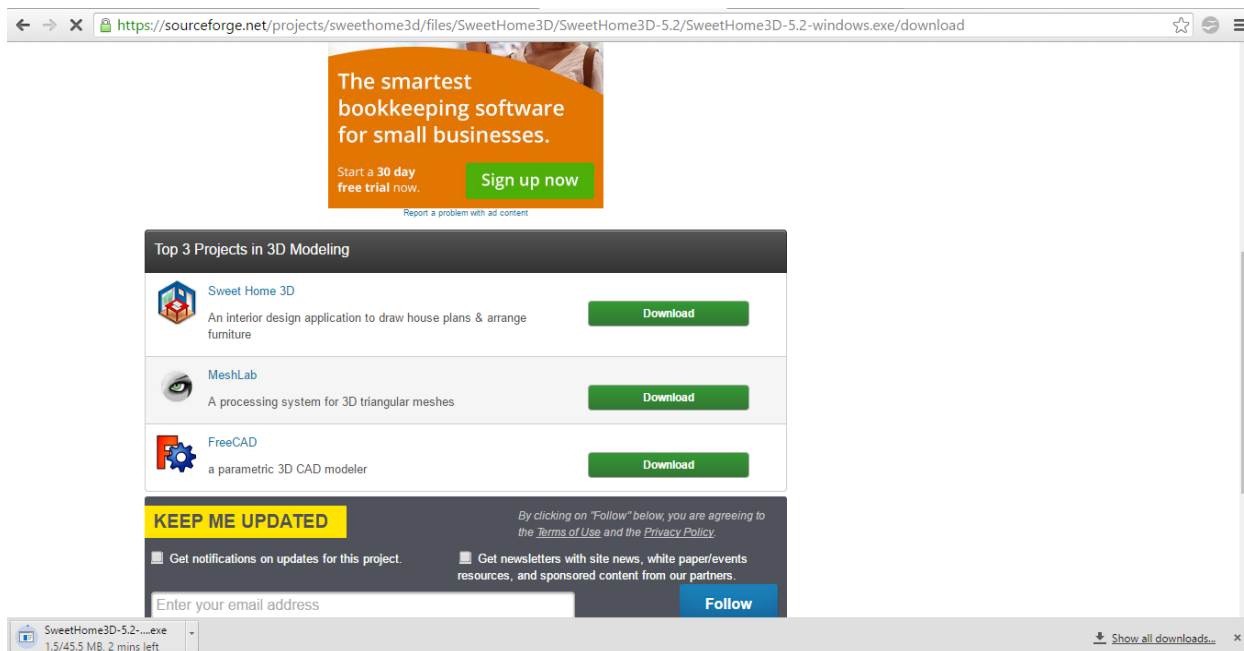 https://sourceforge.net/projects/sweethome3d/files/SweetHome3D/SweetHome3D-5.2/SweetHome3D-5.2-windows.exe/download
The smartest
bookkeeping software
for small businesses.
Start a 30 day
free trial now.
Sign up now
Report a problem with ad content
Top 3 Projects in 3D Modeling
Sweet Home 3D
An interior design application to draw house plans & arrange
furniture
Download
MeshLab
A processing system for 3D triangular meshes
Download
FreeCAD
a parametric 3D CAD modeler
Download
KEEP ME UPDATED
By clicking on "Follow" below, you are agreeing to
the Terms of Use and the Privacy Policy.
Get notifications on updates for this project.
Get newsletters with site news, white paper/events
resources, and sponsored content from our partners.
Enter your email address
Follow
SweetHome3D-5.2-....exe
1.5/45.5 MB, 2 mins left
Show all downloads...